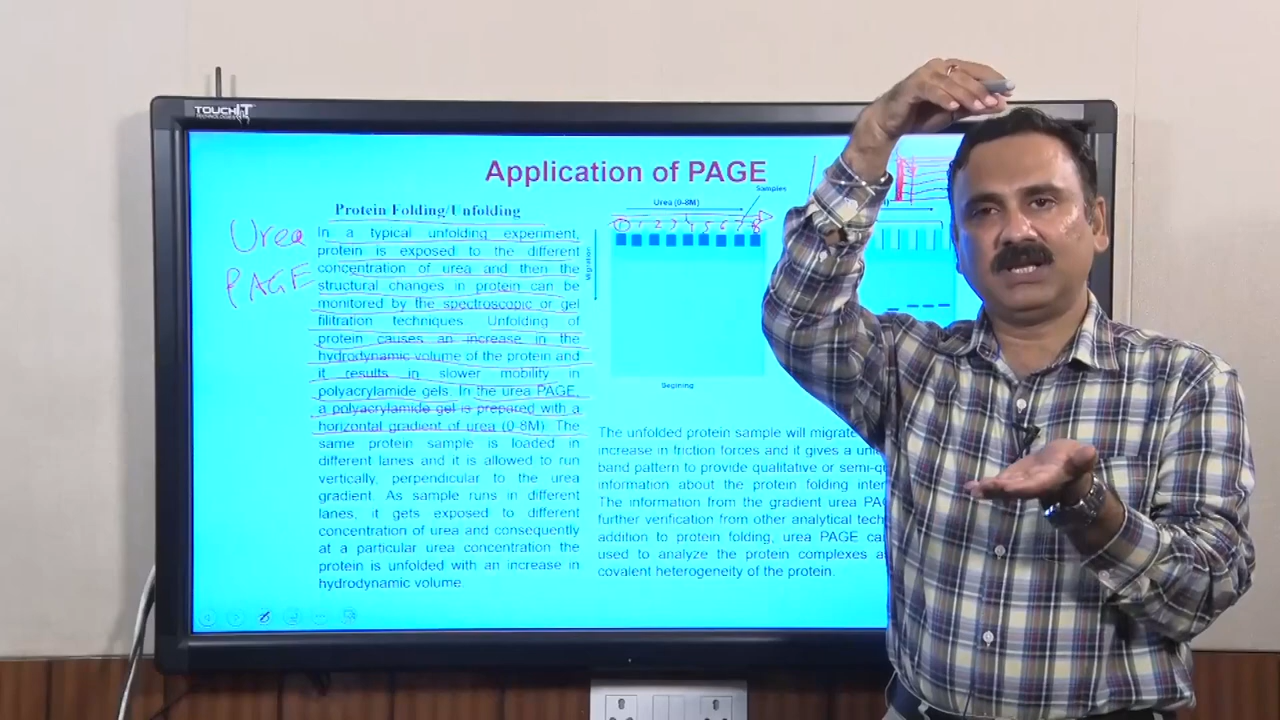 TOUCHIT
TECHNOLOGIES
Application of PAGE
Urea
PAGE
Protein Folding/Unfolding
In a typical unfolding experiment,
protein is exposed to the different
concentration of urea and then the
structural changes in protein can be
monitored by the spectroscopic or gel
filitration techniques. Unfolding of
protein causes an increase in the
hydrodynamic volume of the protein and
it results in slower mobility in
polyacrylamide gels. In the urea PAGE,
a polyacrylamide gel is prepared with a
horizontal gradient of urea (0-8M). The
same protein sample is loaded in
different lanes and it is allowed to run
vertically, perpendicular to the urea
gradient. As sample runs in different
lanes, it gets exposed to different
concentration of urea and consequently
at a particular urea concentration the
protein is unfolded with an increase in
hydrodynamic volume.
Samples
Urea (0-8M)
0 1 2 3 4 5 6 7 8
Migration
Begining
The unfolded protein sample will migrate
increase in friction forces and it gives a
band pattern to provide qualitative or
information about the protein folding
The information from the gradient urea
further verification from other analytical
addition to protein folding, urea PAGE
used to analyze the protein complexes
covalent heterogeneity of the protein.